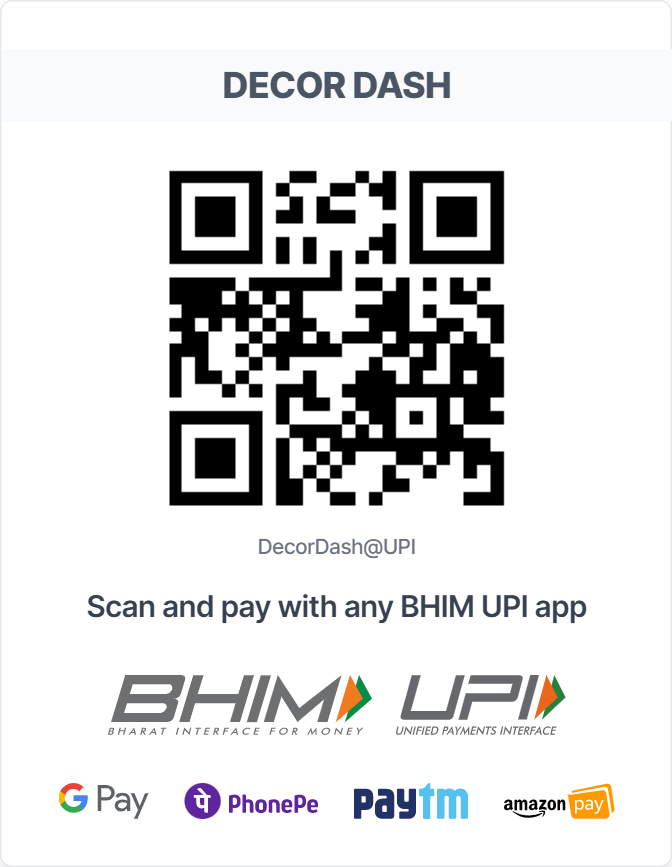 DECOR DASH
DecorDash@UPI
Scan and pay with any BHIM UPI app
BHIM UPI
BHARAT INTERFACE FOR MONEY UNIFIED PAYMENTS INTERFACE
G Pay पे PhonePe paytm amazon pay